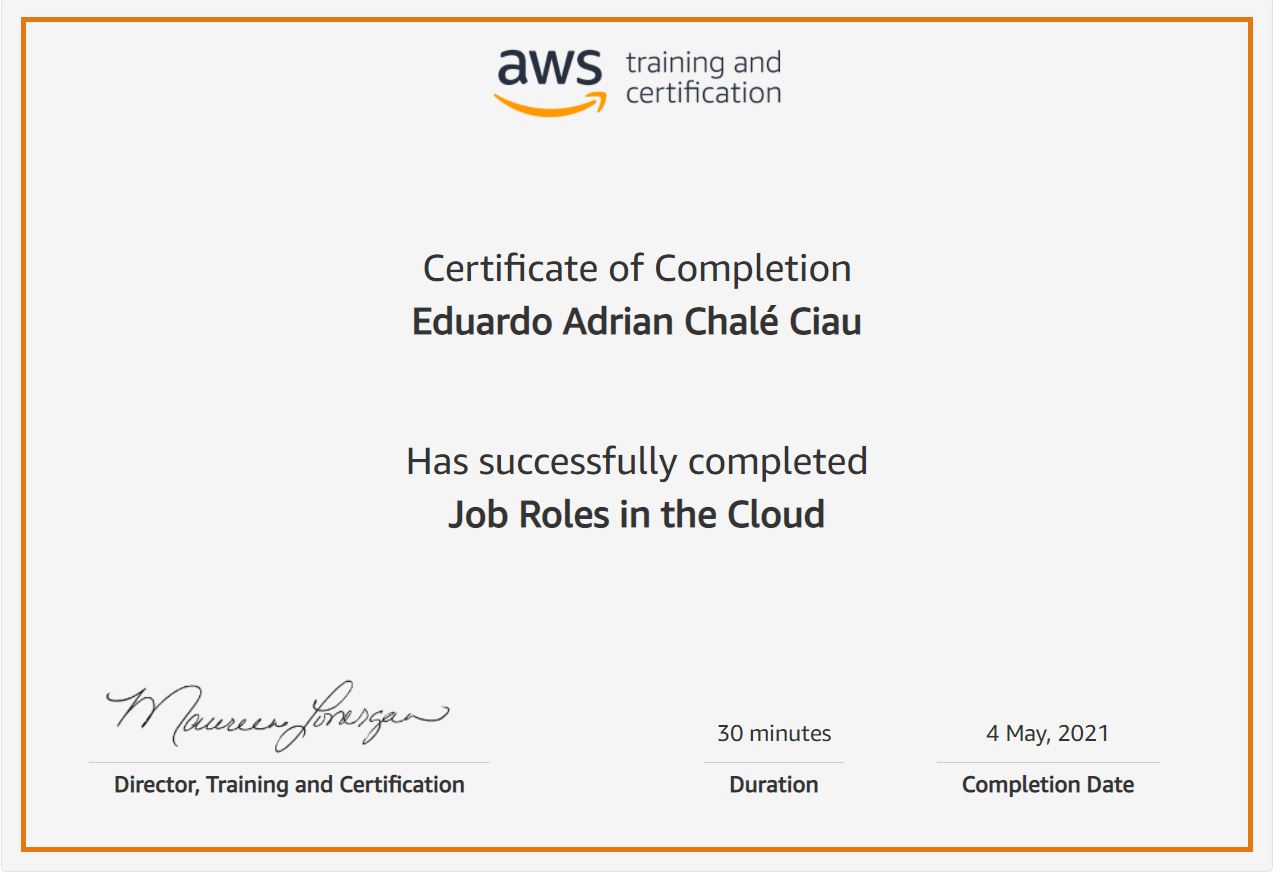 aws training and
certification
Certificate of Completion
Eduardo Adrian Chalé Ciau
Has successfully completed
Job Roles in the Cloud
Maureen Lonergan
30 minutes
4 May, 2021
Director, Training and Certification
Duration
Completion Date